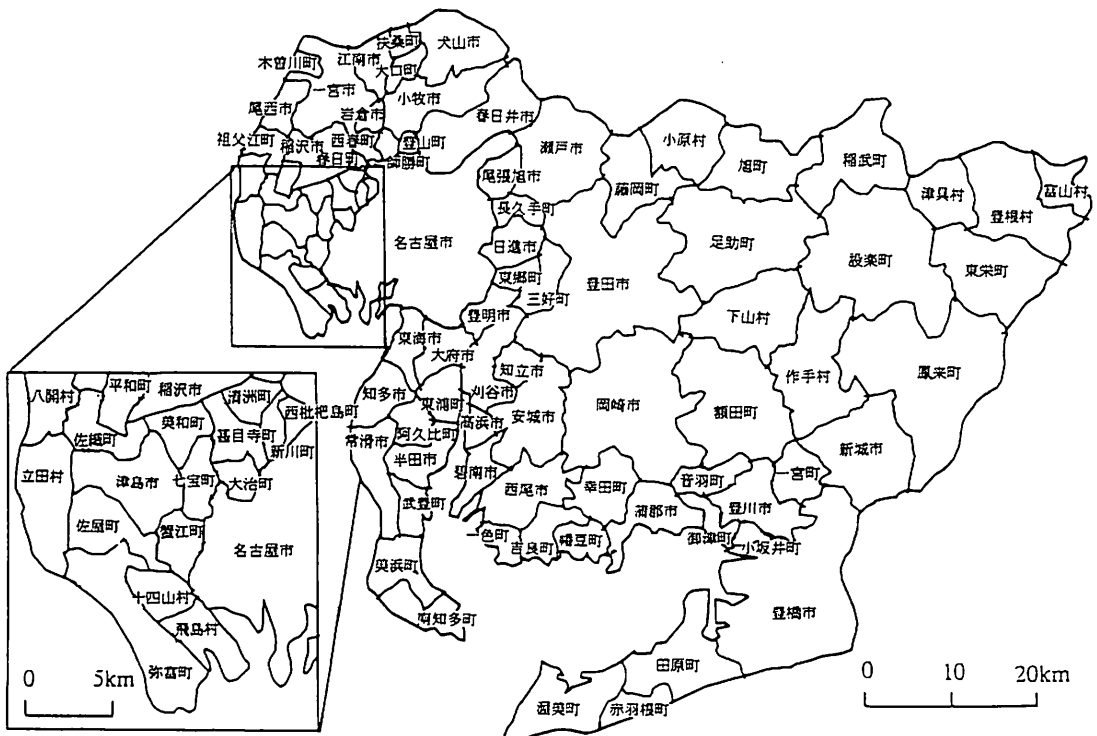 扶桑町
犬山市
木曽川町
江南市
大口町
一宮市
小牧市
尾西市
岩倉市
春日井市
祖父江町
稲沢市
西春町
豊山町
春日町
師勝町
瀬戸市
小原村
旭町
稲武町
津具村
富山村
豊根村
尾張旭市
藤岡町
長久手町
名古屋市
日進市
足助町
設楽町
東栄町
東郷町
三好町
豊田市
豊明市
下山村
東海市
大府市
知立市
作手村
鳳来町
知多市
東浦町
刈谷市
岡崎市
額田町
常滑市
阿久比町
高浜市
安城市
半田市
碧南市
新城市
西尾市
幸田町
音羽町
一宮町
武豊町
蒲郡市
豊川市
一色町
吉良町
幡豆町
御津町
小坂井町
美浜町
南知多町
豊橋市
田原町
渥美町
赤羽根町
0 10 20km
八開村
平和町
稲沢市
清洲町
西枇杷島町
佐織町
美和町
甚目寺町
新川町
立田村
津島市
七宝町
大治町
佐屋町
蟹江町
名古屋市
十四山村
飛島村
弥富町
0 5km